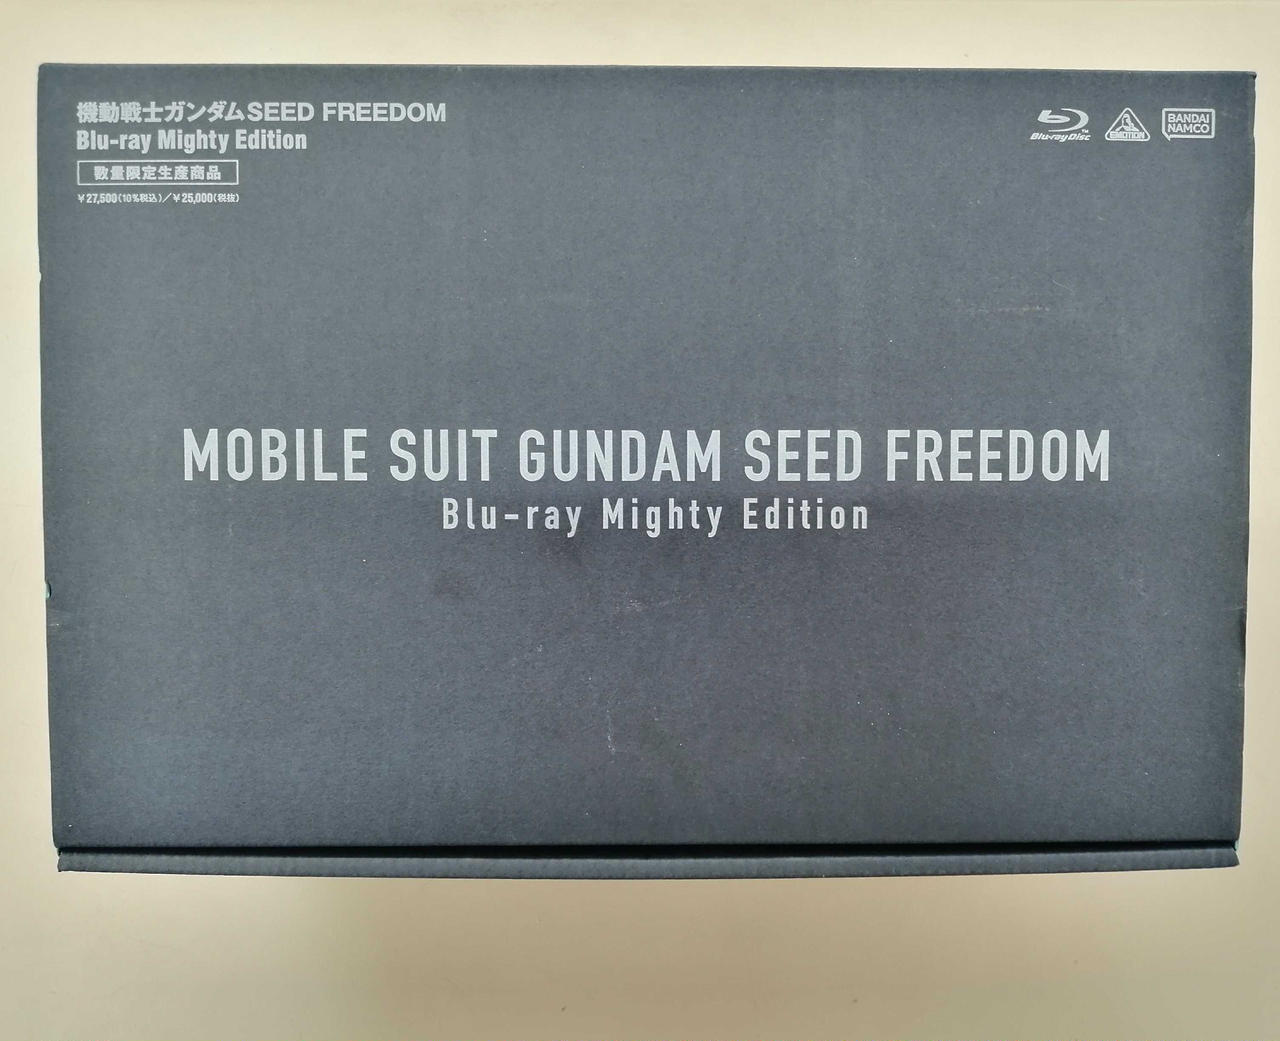 機動戦士ガンダムSEED FREEDOM
Blu-ray Mighty Edition
数量限定生産商品
¥27,500(10%税込)/¥25,000(税抜)
Blu-ray Disc™
EMOTION
BANDAI
NAMCO
MOBILE SUIT GUNDAM SEED FREEDOM
Blu-ray Mighty Edition